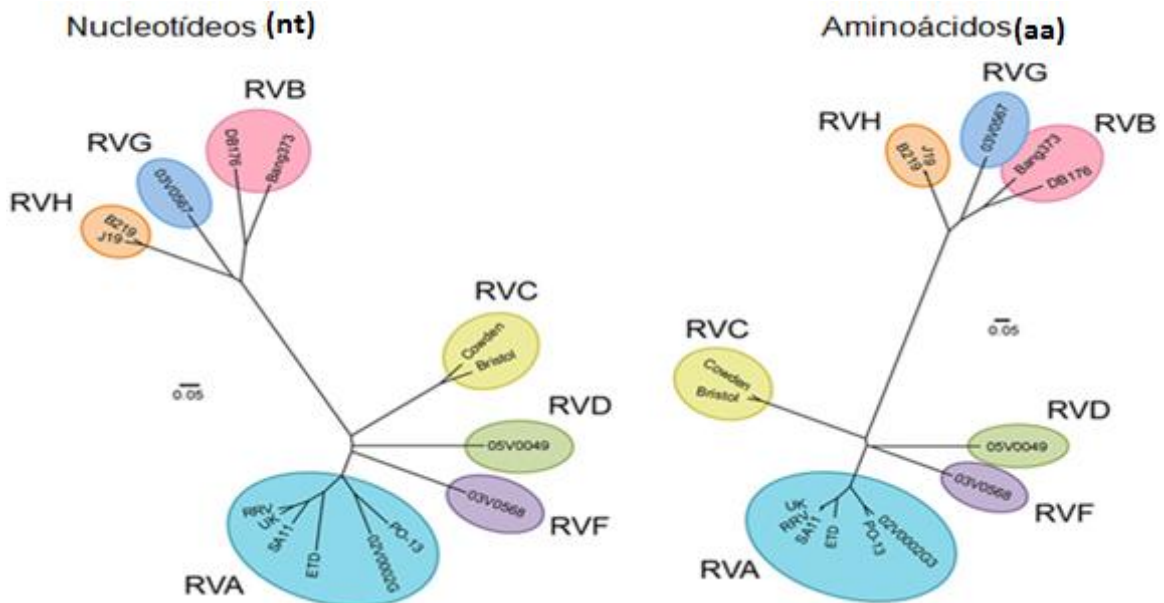 Nucleotídeos (nt)
RVB
DB176
Bang373
RVG
03V0567
RVH
B219
J19
RVC
Cowden
Bristol
0.05
RVD
05V0049
03V0568
RVF
RRV
UK
SA11
ETD
02V0002G
PO-13
RVA
Aminoácidos (aa)
RVG
03V0567
RVH
J19
B219
RVB
Bang373
DB176
0.05
RVC
Cowden
Bristol
RVD
05V0049
03V0568
RVF
UK
RRV
SA11
ETD
PO-13
02V0002G3
RVA